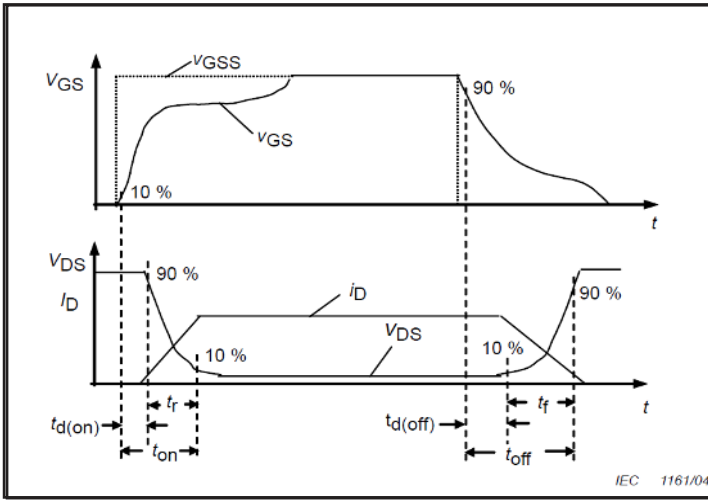 vGSS
VGS
90 %
vGS
10 %
t
VDS
90 %
ID
iD
90 %
VDS
10 %
10 %
tr
tf
t
td(on)
td(off)
ton
toff
IEC 1161/04